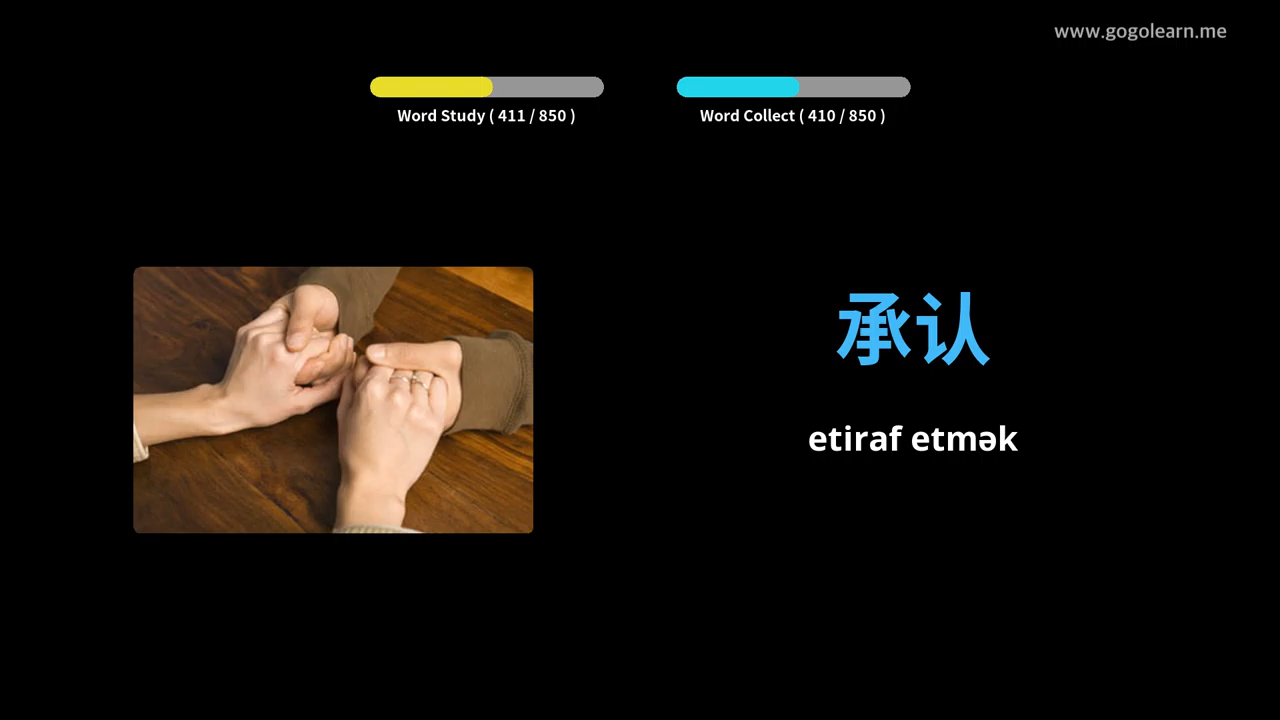 www.gogolearn.me
Word Study ( 411 / 850 )
Word Collect ( 410 / 850 )
承认
etiraf etmək